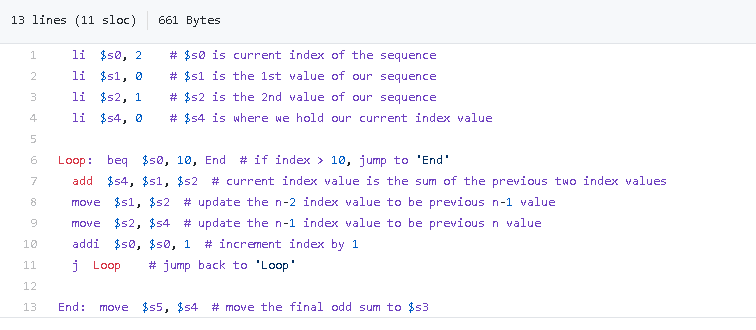 13 lines (11 sloc) 661 Bytes
1 li $s0, 2 # $s0 is current index of the sequence
2 li $s1, 0 # $s1 is the 1st value of our sequence
3 li $s2, 1 # $s2 is the 2nd value of our sequence
4 li $s4, 0 # $s4 is where we hold our current index value
5
6 Loop: beq $s0, 10, End # if index > 10, jump to 'End'
7 add $s4, $s1, $s2 # current index value is the sum of the previous two index values
8 move $s1, $s2 # update the n-2 index value to be previous n-1 value
9 move $s2, $s4 # update the n-1 index value to be previous n value
10 addi $s0, $s0, 1 # increment index by 1
11 j Loop # jump back to 'Loop'
12
13 End: move $s5, $s4 # move the final odd sum to $s3